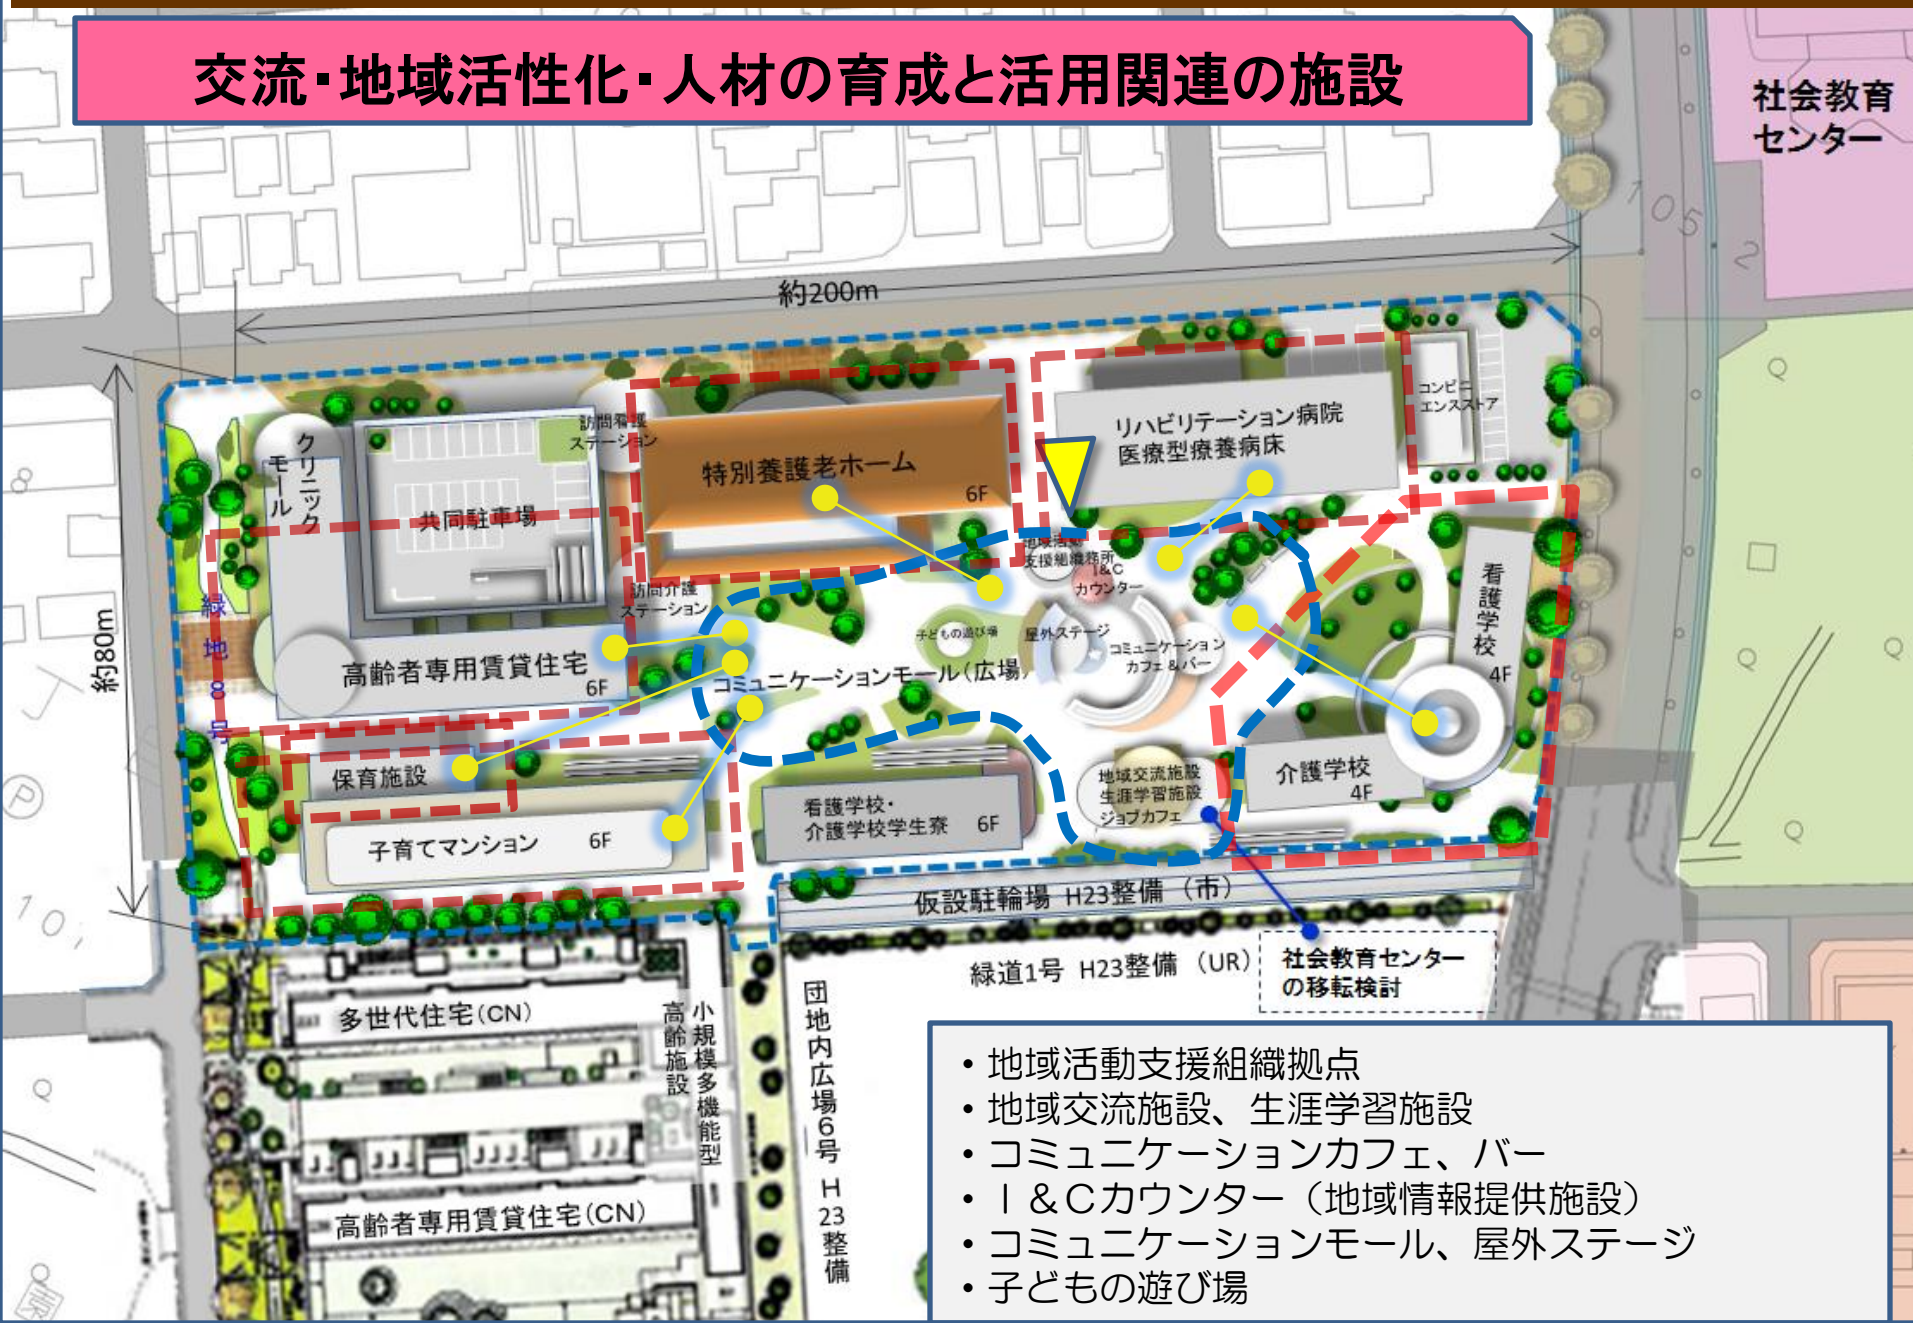 交流・地域活性化・人材の育成と活用関連の施設
社会教育
センター
105
2
約200m
約80m
クリニック
モール
共同駐車場
訪問看護
ステーション
特別養護老ホーム
6F
リハビリテーション病院
医療型療養病床
コンビニ
エンスストア
緑地8号
訪問介護
ステーション
高齢者専用賃貸住宅
6F
地域活動
支援組織務所
I&C
カウンター
子どもの遊び場
屋外ステージ
コミュニケーション
カフェ&バー
コミュニケーションモール(広場)
看護学校
4F
保育施設
子育てマンション 6F
看護学校・
介護学校学生寮 6F
地域交流施設
生涯学習施設
ジョブカフェ
介護学校
4F
仮設駐輪場 H23整備 (市)
緑道1号 H23整備 (UR)
社会教育センター
の移転検討
多世代住宅(CN)
小規模多機能型
高齢施設
団地内広場6号 H23整備
高齢者専用賃貸住宅(CN)
P
・地域活動支援組織拠点
・地域交流施設、生涯学習施設
・コミュニケーションカフェ、バー
・I&Cカウンター(地域情報提供施設)
・コミュニケーションモール、屋外ステージ
・子どもの遊び場